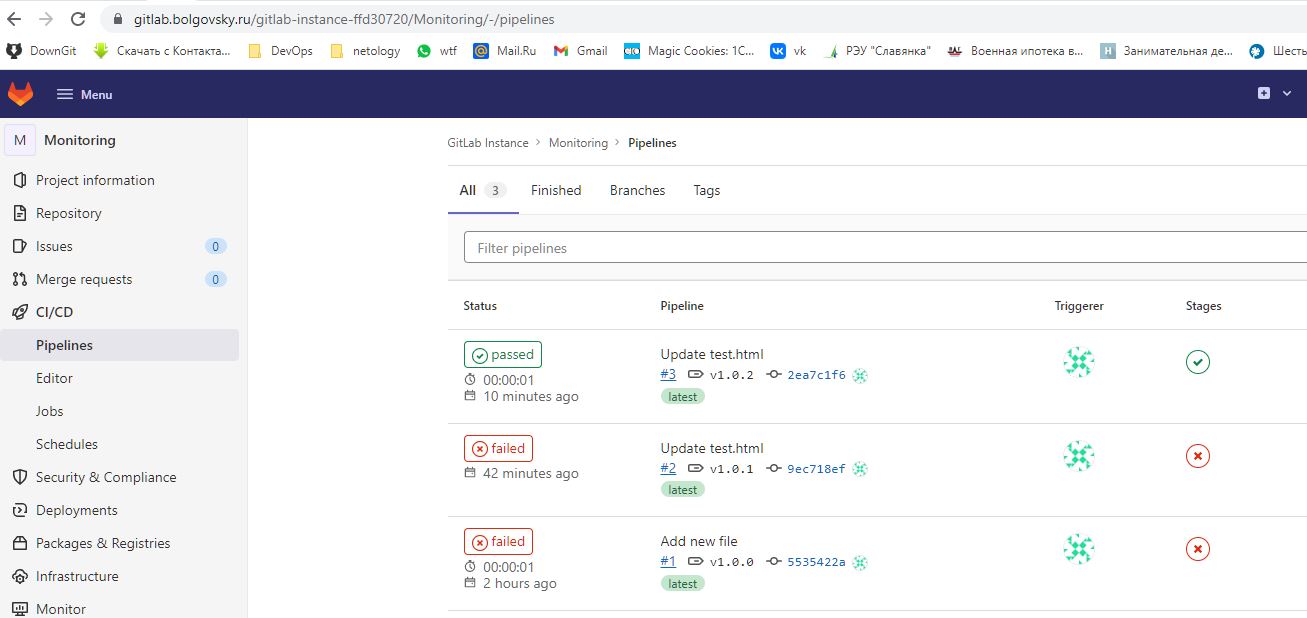 gitlab.bolgovsky.ru/gitlab-instance-ffd30720/Monitoring/-/pipelines
DownGit Скачать с Контакта... DevOps netology wtf Mail.Ru Gmail Magic Cookies: 1C... vk РЭУ "Славянка" Военная ипотека в... Занимательная де... Шесть
Menu
M Monitoring
Project information
Repository
Issues 0
Merge requests 0
CI/CD
Pipelines
Editor
Jobs
Schedules
Security & Compliance
Deployments
Packages & Registries
Infrastructure
Monitor
GitLab Instance > Monitoring > Pipelines
All 3 Finished Branches Tags
Filter pipelines
Status Pipeline Triggerer Stages
passed Update test.html
00:00:01 #3 v1.0.2 2ea7c1f6
10 minutes ago latest
failed Update test.html
42 minutes ago #2 v1.0.1 9ec718ef
latest
failed Add new file
00:00:01 #1 v1.0.0 5535422a
2 hours ago latest